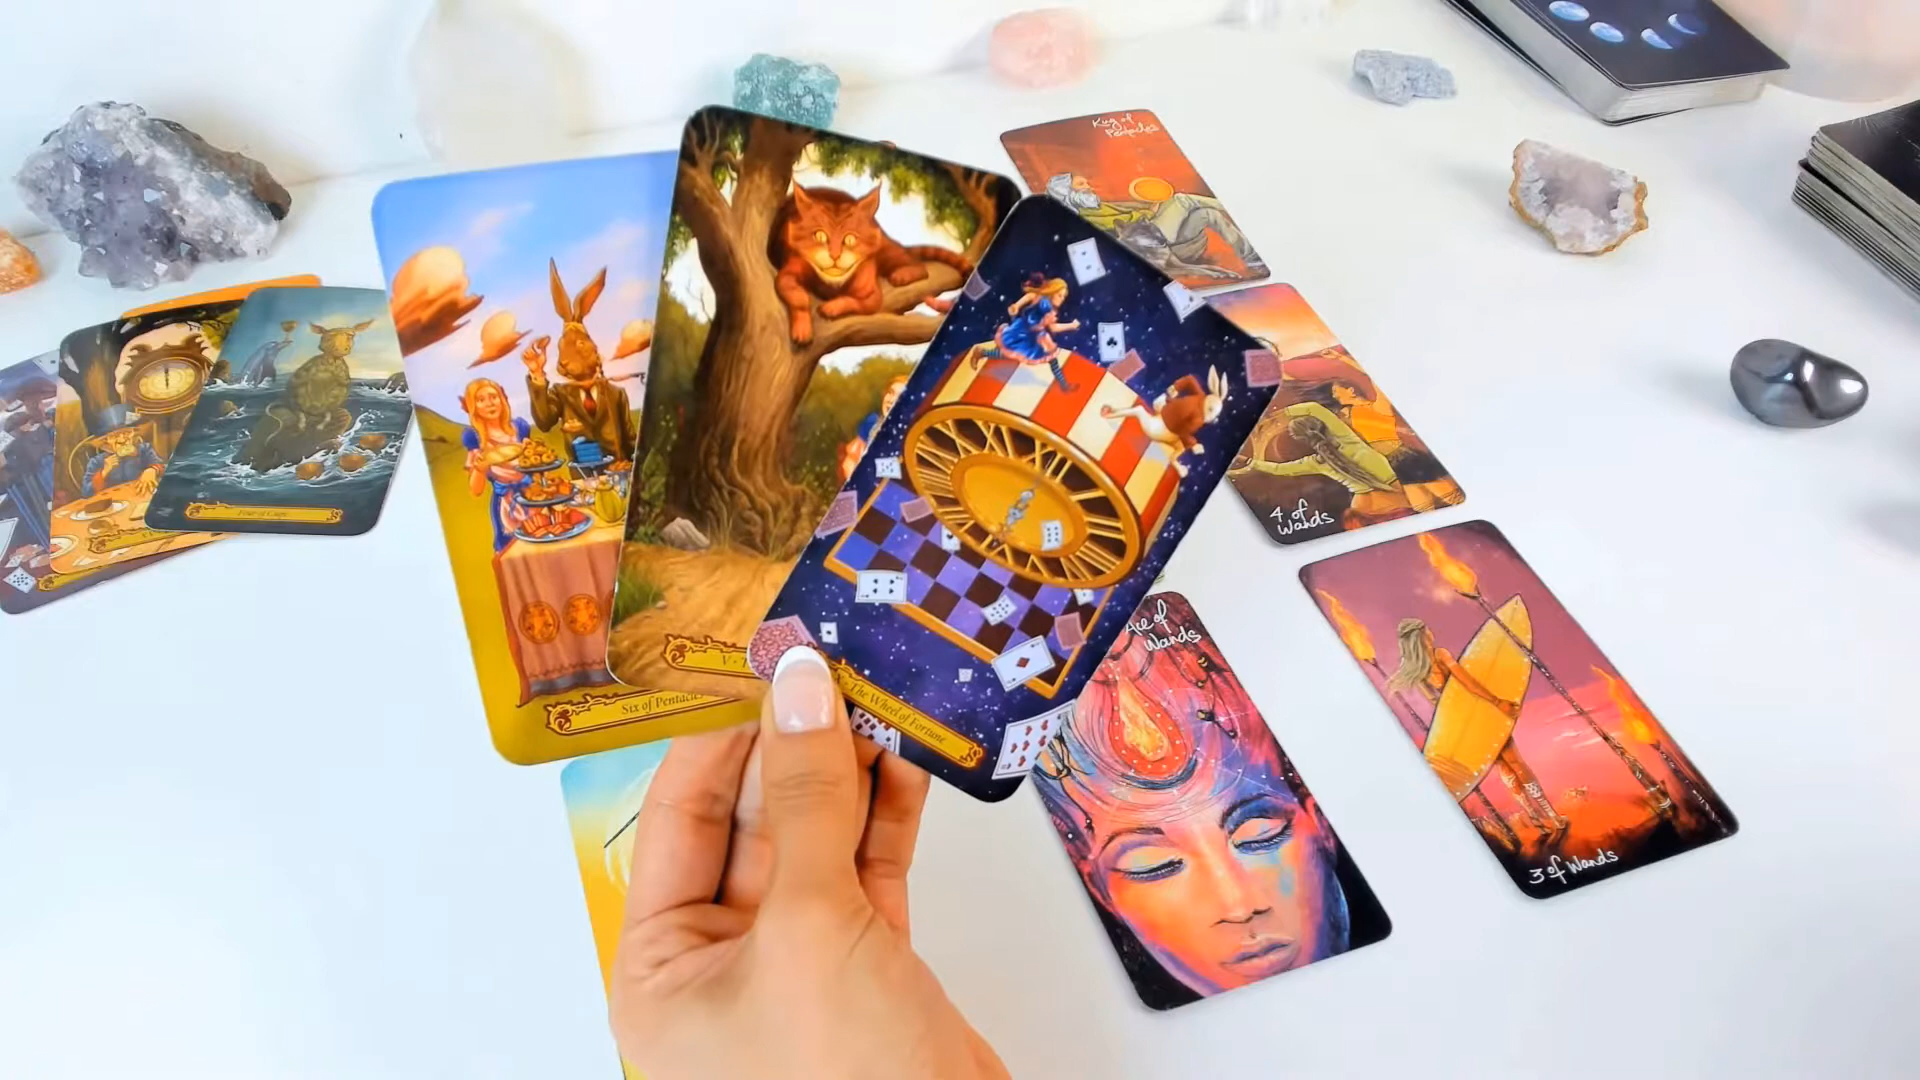 King of
Pentacles
4 of
Wands
Four of Cups
Six of Pentacles
V
X · The Wheel of Fortune
Ace of
Wands
3 of Wands